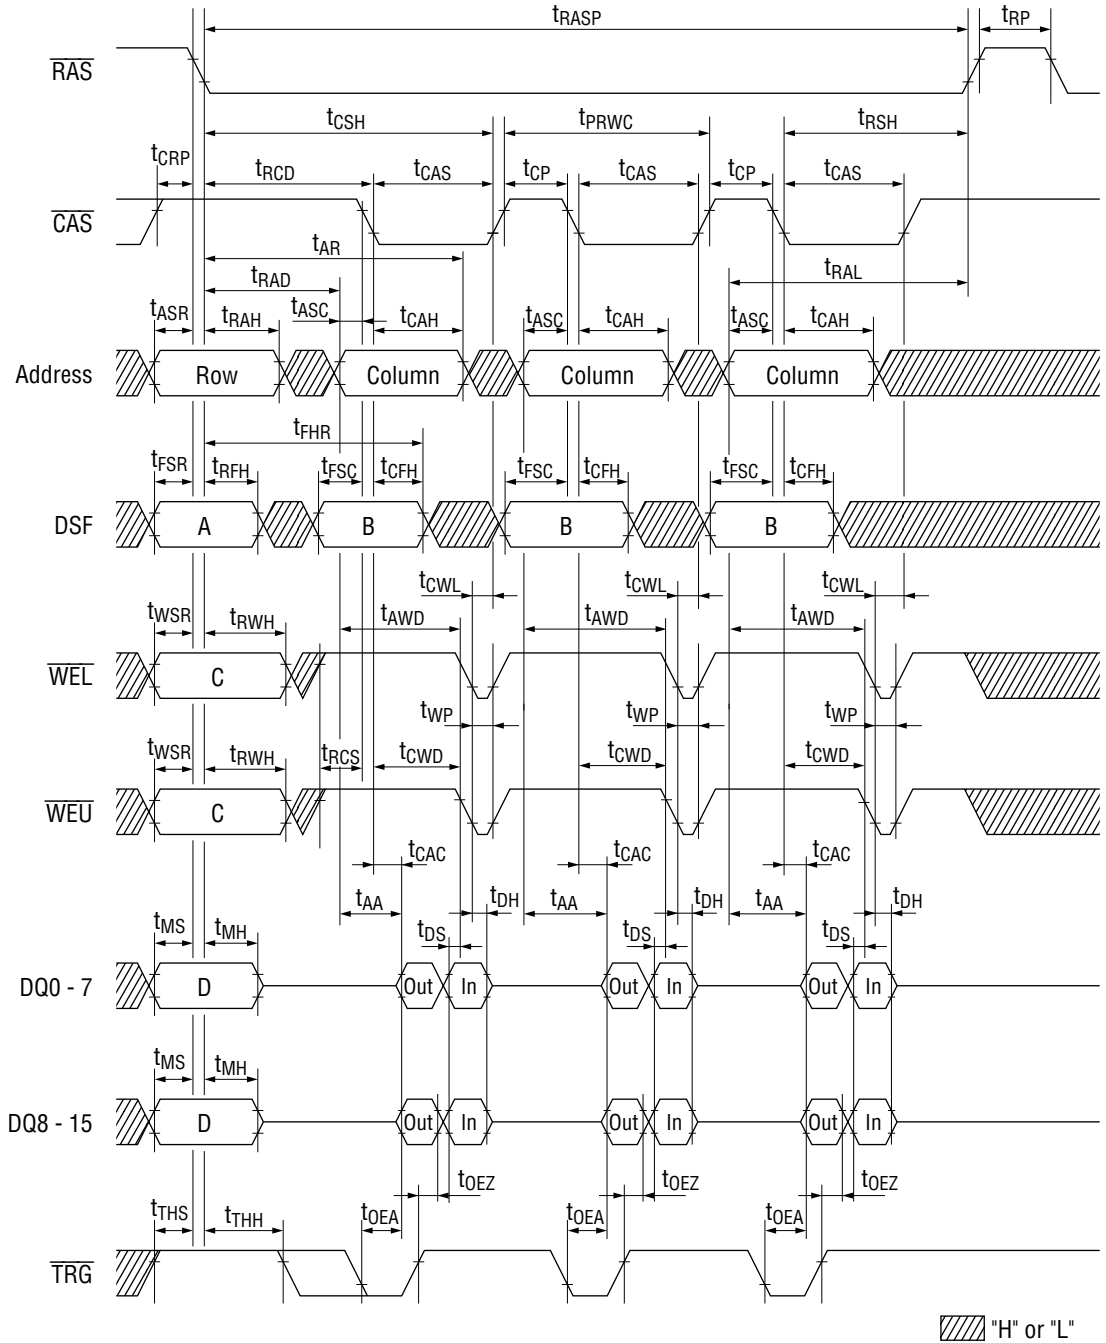 tRASP tRP
RAS
tCSH tPRWC tRSH
tCRP tRCD tCAS tCP tCAS tCP tCAS
CAS
tAR
tRAD tRAL
tASR tRAH tASC tCAH tASC tCAH tASC tCAH
Address Row Column Column Column
tFHR
tFSR tRFH tFSC tCFH tFSC tCFH tFSC tCFH
DSF A B B B
tCWL tCWL tCWL
tWSR tRWH tAWD tAWD tAWD
WEL C
tWP tWP tWP
tWSR tRWH tRCS tCWD tCWD tCWD
WEU C
tCAC tCAC tCAC
tAA tDH tAA tDH tAA tDH
tMS tMH tDS tDS tDS
DQ0 - 7 D Out In Out In Out In
tMS tMH
DQ8 - 15 D Out In Out In Out In
tOEZ tOEZ tOEZ
tTHS tTHH tOEA tOEA tOEA
TRG
"H" or "L"